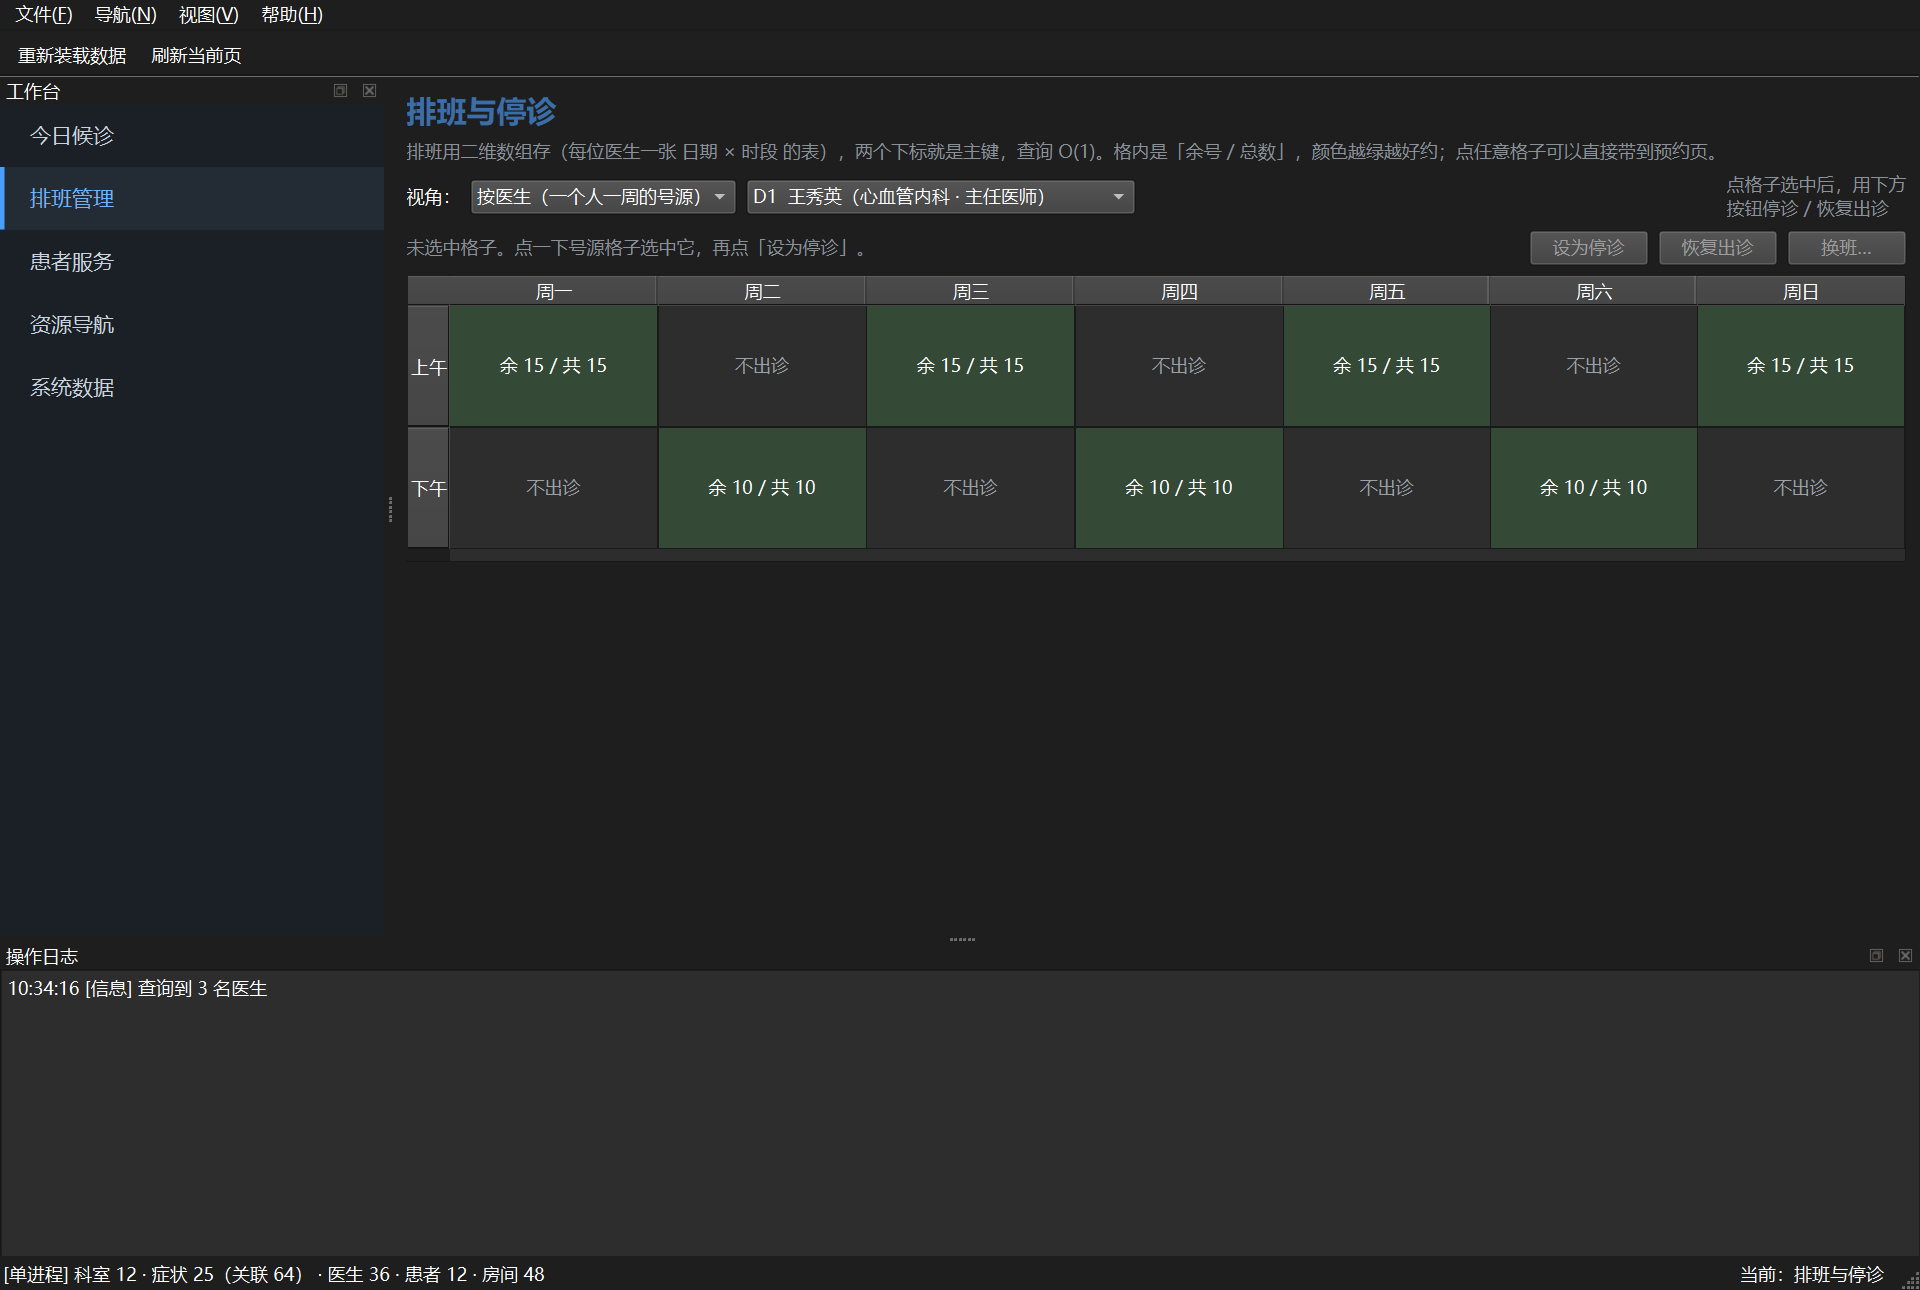 文件(F) 导航(N) 视图(V) 帮助(H)
重新装载数据 刷新当前页
工作台
今日候诊
排班管理
患者服务
资源导航
系统数据
排班与停诊
排班用二维数组存（每位医生一张 日期 × 时段 的表），两个下标就是主键，查询 O(1)。格内是「余号 / 总数」，颜色越绿越好约；点任意格子可以直接带到预约页。
视角： 按医生（一个人一周的号源） D1 王秀英（心血管内科 · 主任医师）
点格子选中后，用下方
按钮停诊 / 恢复出诊
未选中格子。点一下号源格子选中它，再点「设为停诊」。
设为停诊 恢复出诊 换班...
周一 周二 周三 周四 周五 周六 周日
上午 余 15 / 共 15 不出诊 余 15 / 共 15 不出诊 余 15 / 共 15 不出诊 余 15 / 共 15
下午 不出诊 余 10 / 共 10 不出诊 余 10 / 共 10 不出诊 余 10 / 共 10 不出诊
操作日志
10:34:16 [信息] 查询到 3 名医生
[单进程] 科室 12 · 症状 25（关联 64） · 医生 36 · 患者 12 · 房间 48
当前：排班与停诊